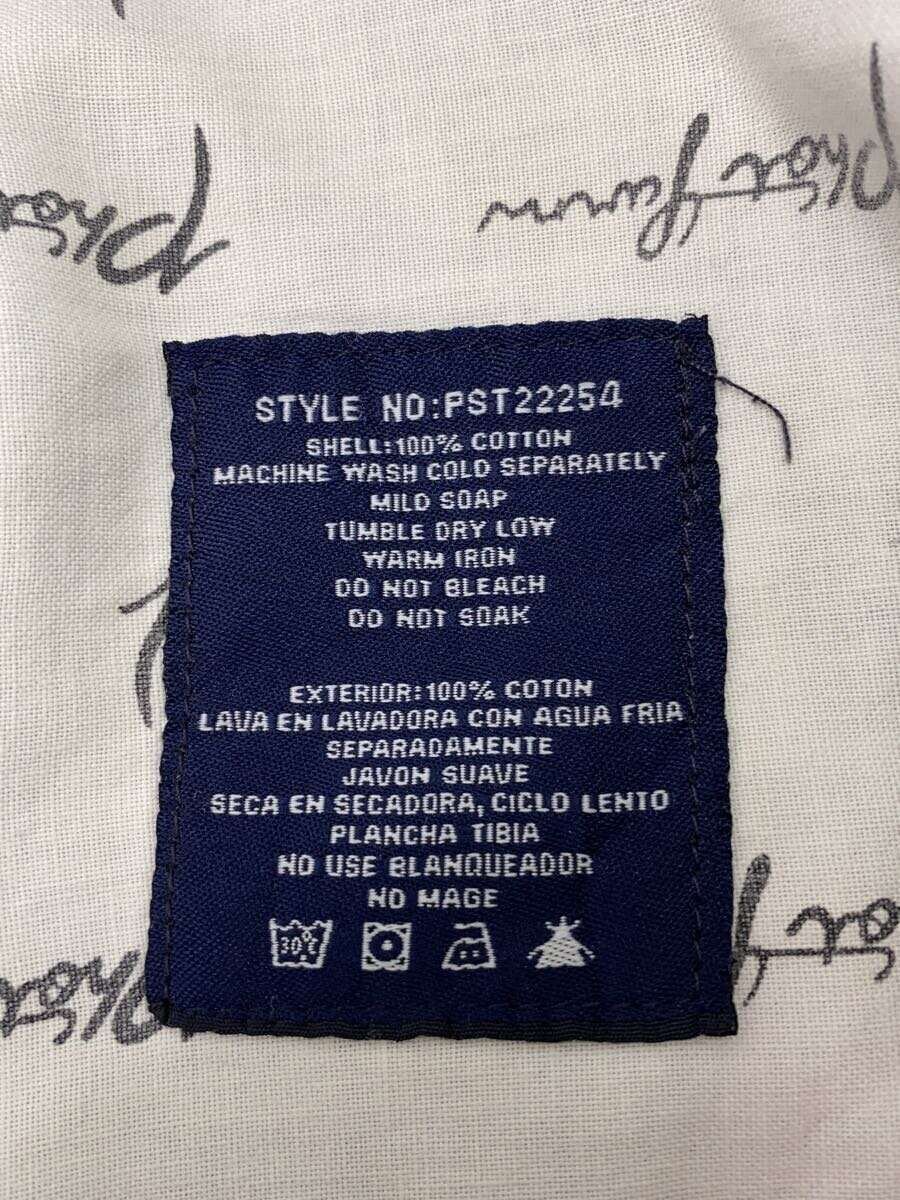 Phat Farm
STYLE NO:PST22254
SHELL:100% COTTON
MACHINE WASH COLD SEPARATELY
MILD SOAP
TUMBLE DRY LOW
WARM IRON
DO NOT BLEACH
DO NOT SOAK
EXTERIOR:100% COTON
LAVA EN LAVADORA CON AGUA FRIA
SEPARADAMENTE
JAVON SUAVE
SECA EN SECADORA, CICLO LENTO
PLANCHA TIBIA
NO USE BLANQUEADOR
NO MAGE
30°C